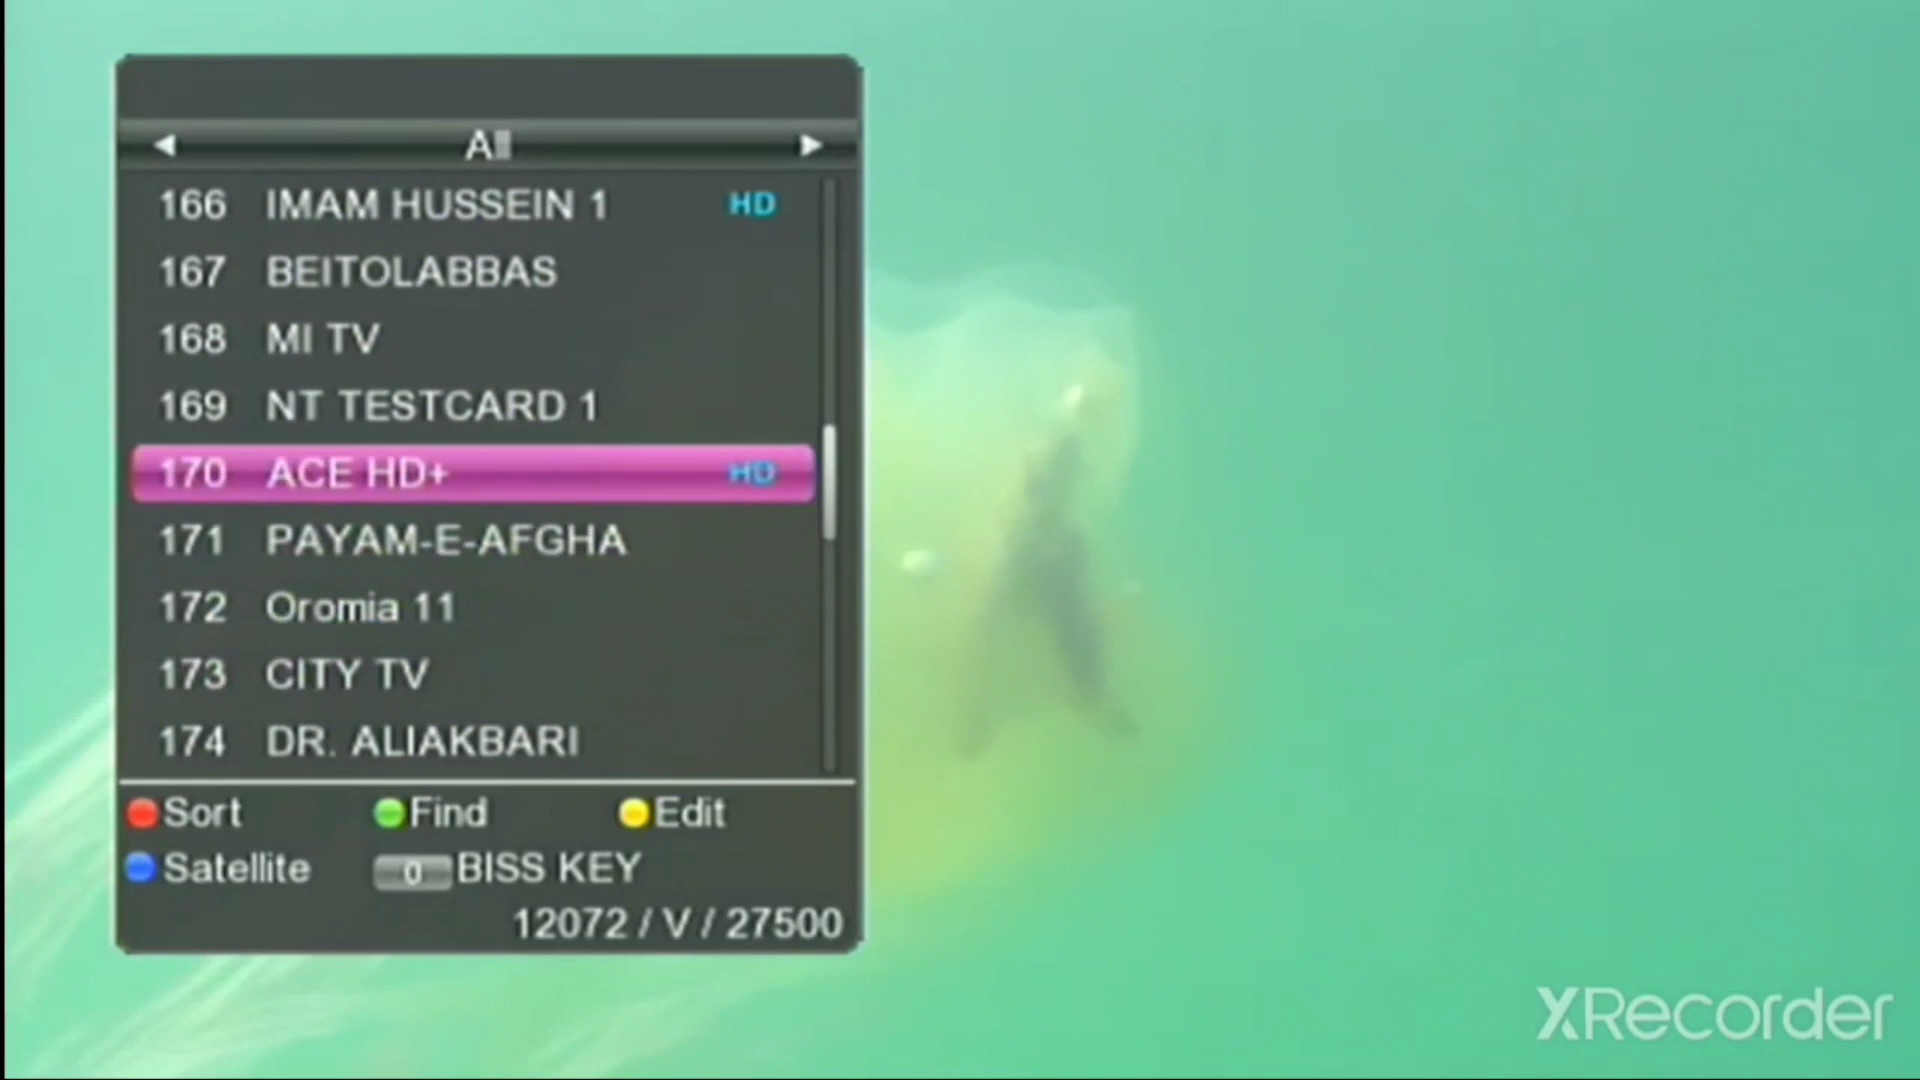 All
166 IMAM HUSSEIN 1 HD
167 BEITOLABBAS
168 MI TV
169 NT TESTCARD 1
170 ACE HD+ HD
171 PAYAM-E-AFGHA
172 Oromia 11
173 CITY TV
174 DR. ALIAKBARI
Sort Find Edit
Satellite 0 BISS KEY
12072 / V / 27500
XRecorder